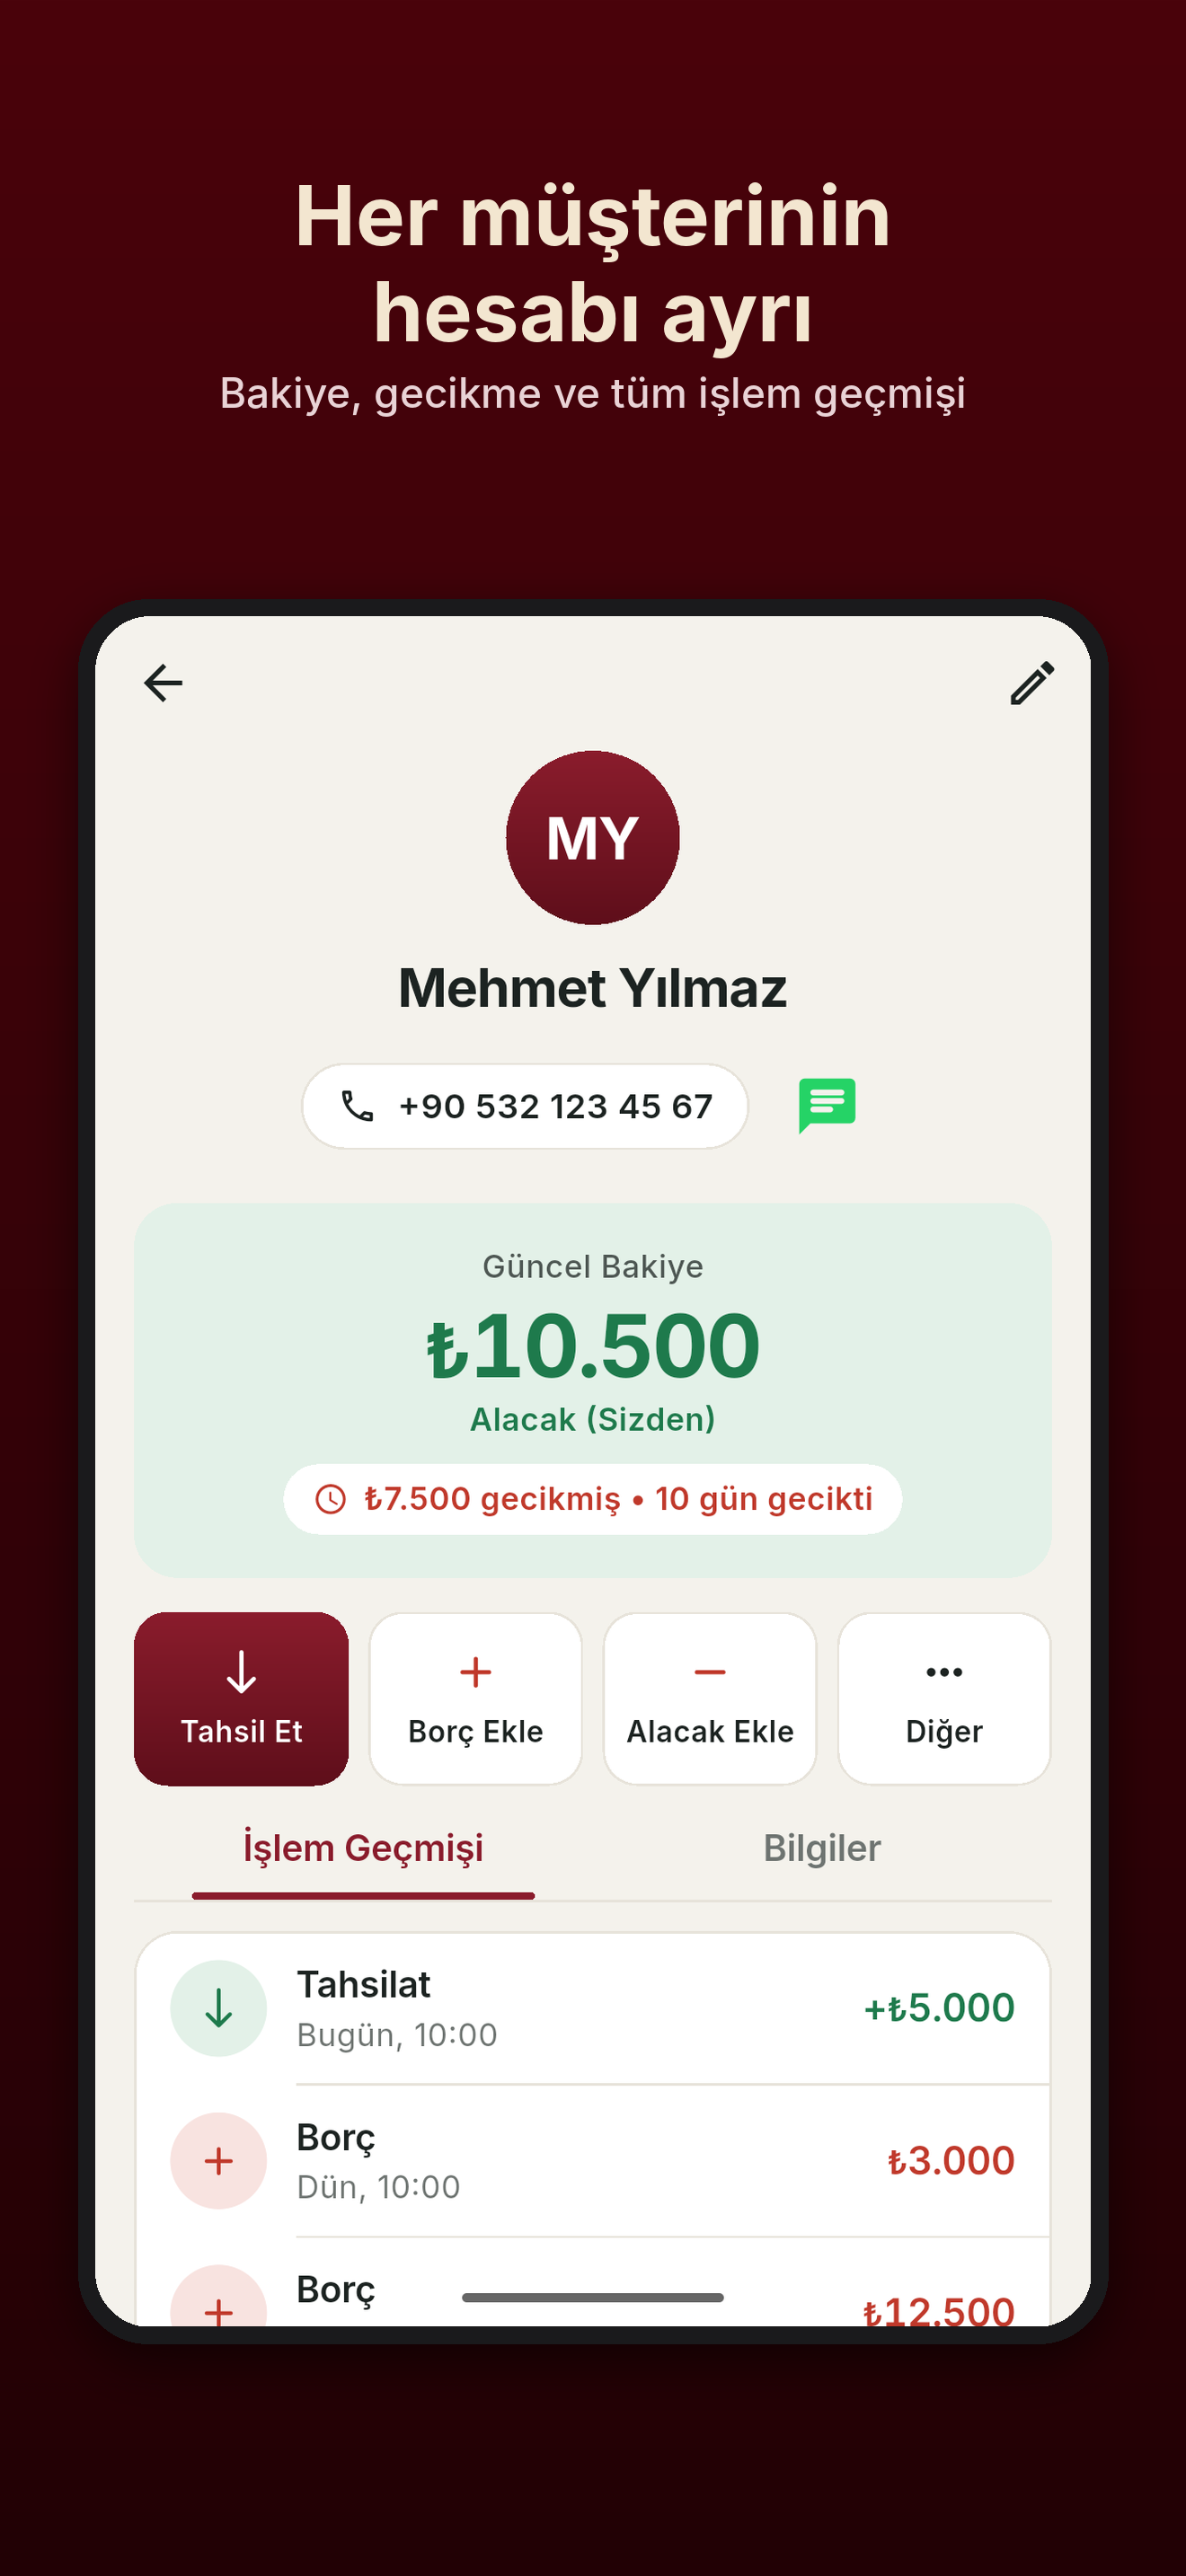 Her müşterinin
hesabı ayrı
Bakiye, gecikme ve tüm işlem geçmişi
MY
Mehmet Yılmaz
+90 532 123 45 67
Güncel Bakiye
₺10.500
Alacak (Sizden)
₺7.500 gecikmiş • 10 gün gecikti
Tahsil Et
Borç Ekle
Alacak Ekle
Diğer
İşlem Geçmişi
Bilgiler
Tahsilat
+₺5.000
Bugün, 10:00
Borç
₺3.000
Dün, 10:00
Borç
₺12.500